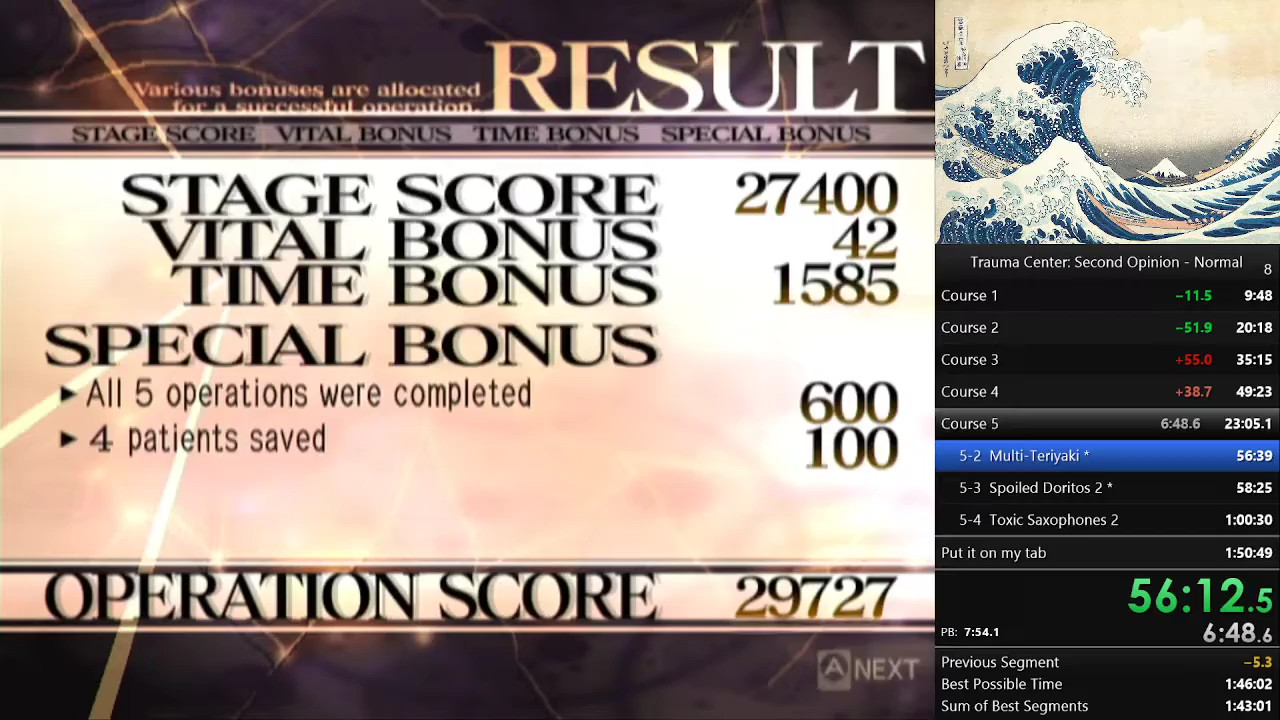 RESULT
Various bonuses are allocated
for a successful operation.
STAGE SCORE VITAL BONUS TIME BONUS SPECIAL BONUS
STAGE SCORE 27400
VITAL BONUS 42
TIME BONUS 1585
SPECIAL BONUS
► All 5 operations were completed 600
► 4 patients saved 100
OPERATION SCORE 29727
A NEXT
Trauma Center: Second Opinion - Normal 8
Course 1 −11.5 9:48
Course 2 −51.9 20:18
Course 3 +55.0 35:15
Course 4 +38.7 49:23
Course 5 6:48.6 23:05.1
5-2 Multi-Teriyaki * 56:39
5-3 Spoiled Doritos 2 * 58:25
5-4 Toxic Saxophones 2 1:00:30
Put it on my tab 1:50:49
56:12.5
PB: 7:54.1 6:48.6
Previous Segment −5.3
Best Possible Time 1:46:02
Sum of Best Segments 1:43:01